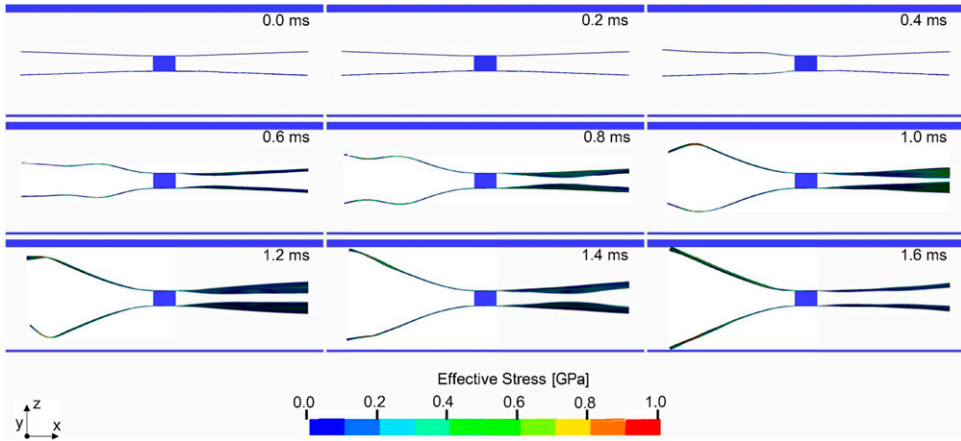 0.0 ms
0.2 ms
0.4 ms
0.6 ms
0.8 ms
1.0 ms
1.2 ms
1.4 ms
1.6 ms
Effective Stress [GPa]
0.0 0.2 0.4 0.6 0.8 1.0
z
y x